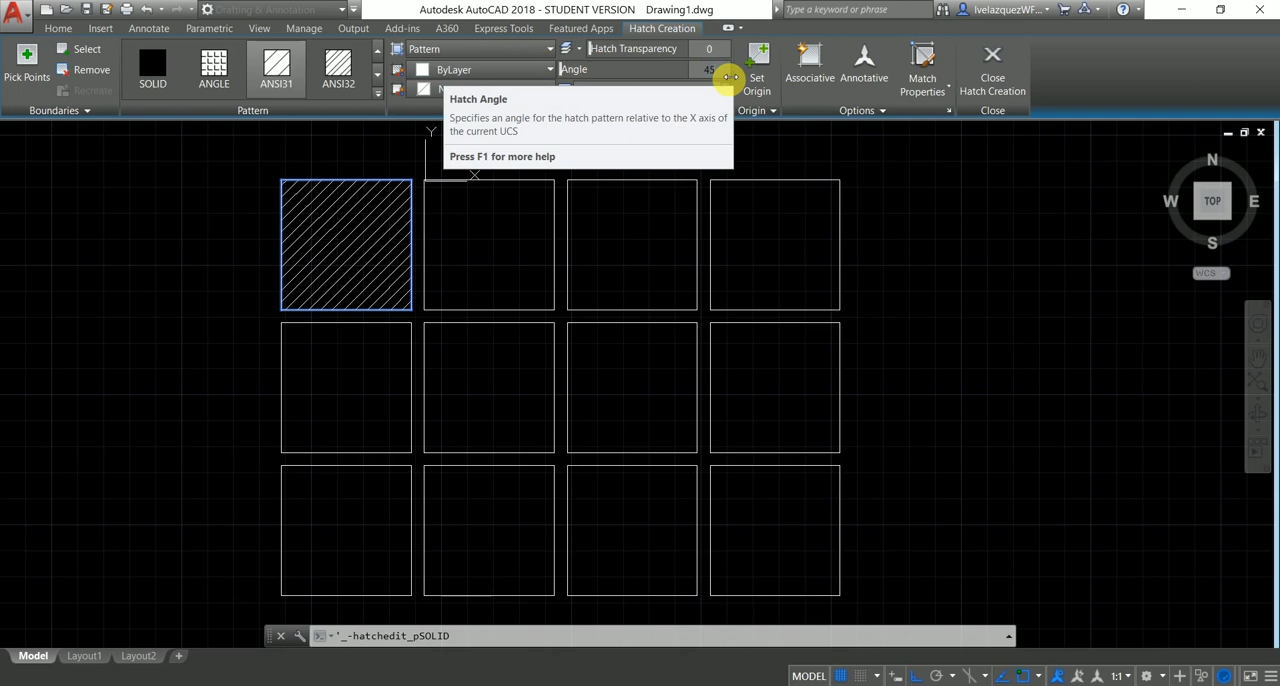 Drafting & Annotation
Autodesk AutoCAD 2018 - STUDENT VERSION Drawing1.dwg
Type a keyword or phrase
lvelazquezWF...
Home Insert Annotate Parametric View Manage Output Add-ins A360 Express Tools Featured Apps Hatch Creation
Pick Points
Select
Remove
Recreate
Boundaries
SOLID
ANGLE
ANSI31
ANSI32
Pattern
Pattern
ByLayer
Hatch Transparency 0
Angle 45
Set
Origin
Origin
Associative
Annotative
Match
Properties
Options
Close
Hatch Creation
Close
Hatch Angle
Specifies an angle for the hatch pattern relative to the X axis of
the current UCS
Press F1 for more help
Y
X
N
W TOP E
S
WCS
'_-hatchedit_pSOLID
Model Layout1 Layout2 +
MODEL
1:1